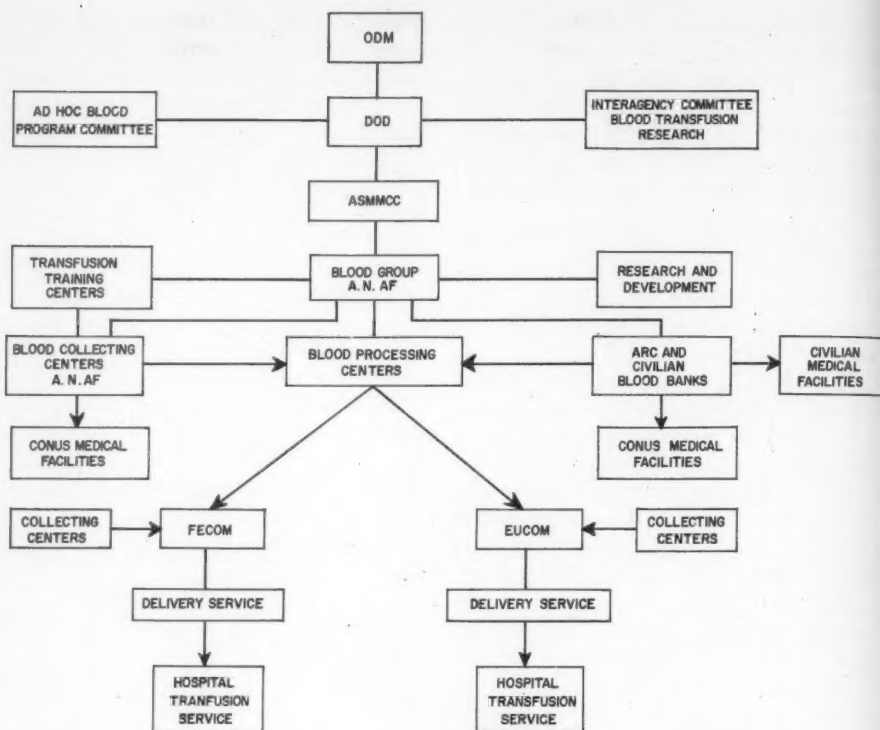 ODM
AD HOC BLOOD
PROGRAM COMMITTEE
DOD
INTERAGENCY COMMITTEE
BLOOD TRANSFUSION
RESEARCH
ASMMCC
TRANSFUSION
TRAINING
CENTERS
BLOOD GROUP
A. N. AF
RESEARCH AND
DEVELOPMENT
BLOOD COLLECTING
CENTERS
A. N. AF
BLOOD PROCESSING
CENTERS
ARC AND
CIVILIAN
BLOOD BANKS
CIVILIAN
MEDICAL
FACILITIES
CONUS MEDICAL
FACILITIES
CONUS MEDICAL
FACILITIES
COLLECTING
CENTERS
FECOM
EUCOM
COLLECTING
CENTERS
DELIVERY SERVICE
DELIVERY SERVICE
HOSPITAL
TRANFUSION
SERVICE
HOSPITAL
TRANSFUSION
SERVICE